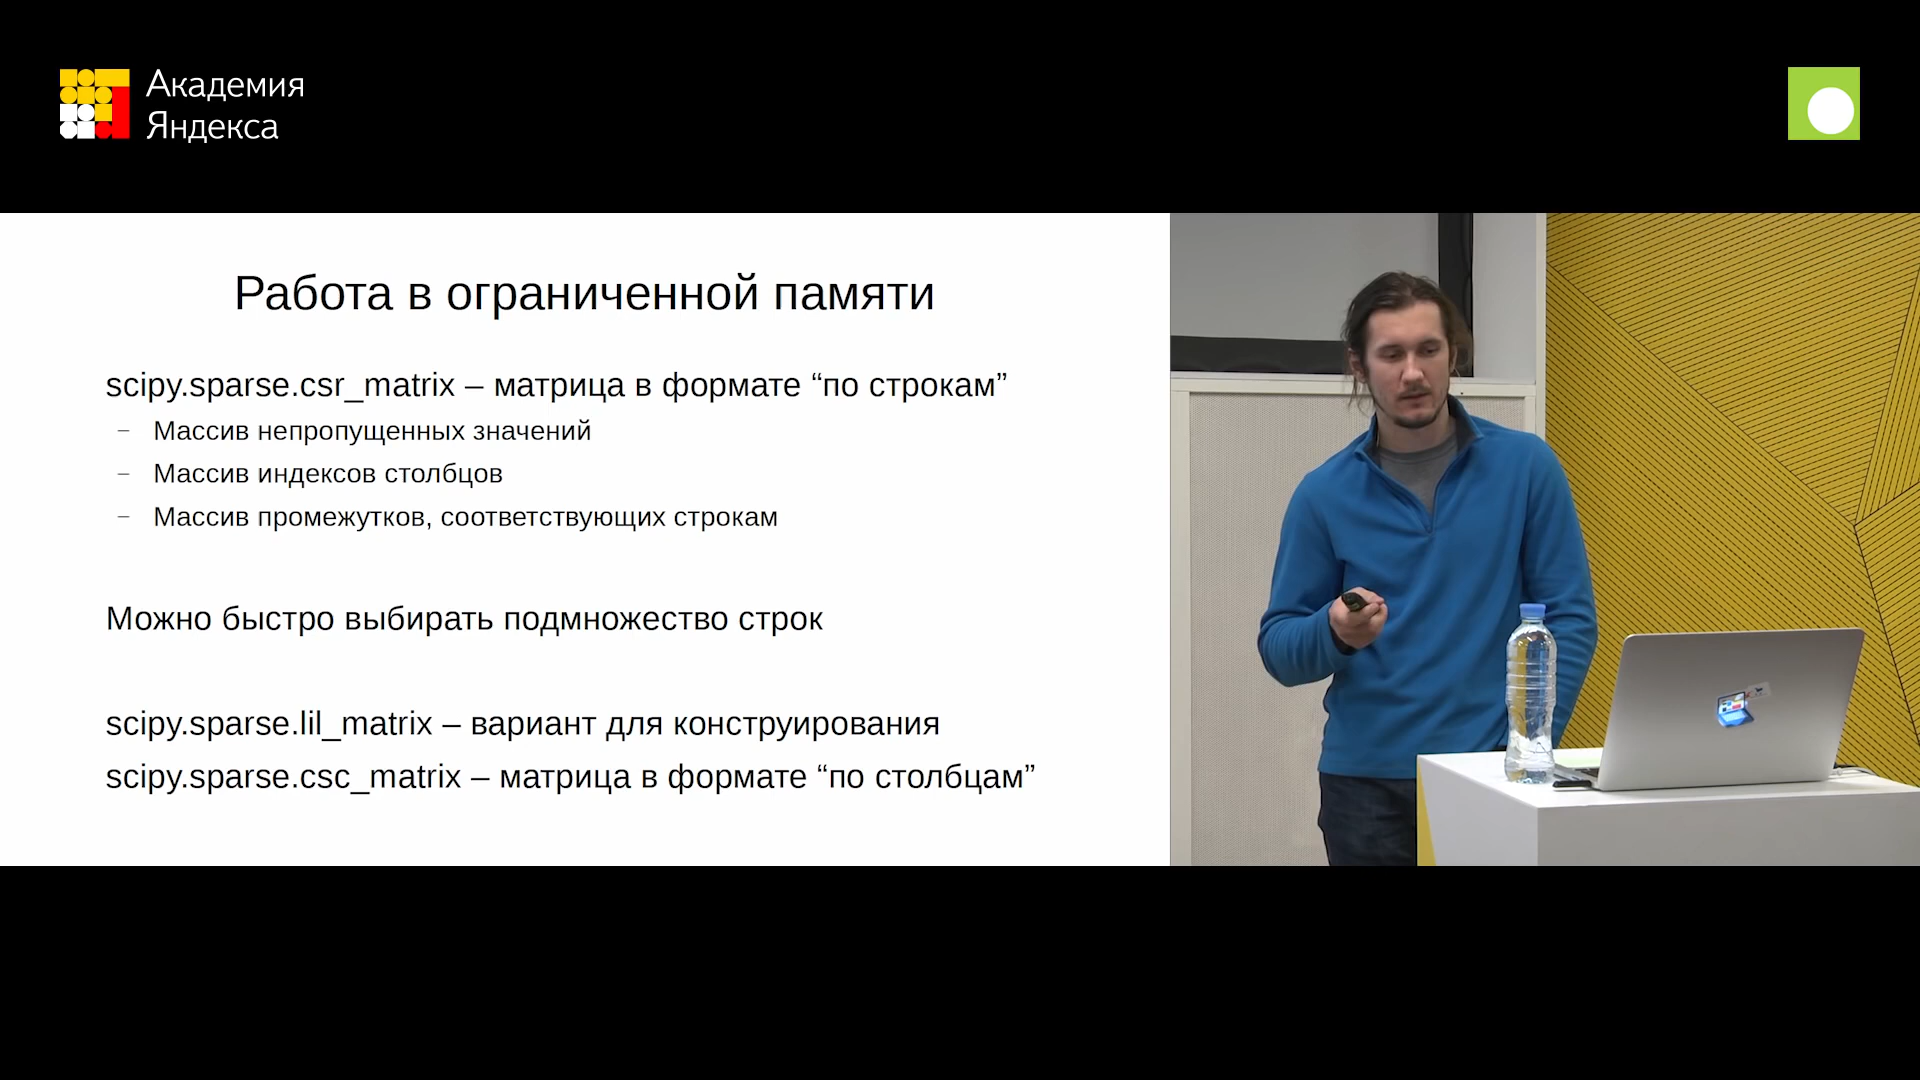 Академия
Яндекса
Работа в ограниченной памяти
scipy.sparse.csr_matrix – матрица в формате “по строкам”
– Массив непропущенных значений
– Массив индексов столбцов
– Массив промежутков, соответствующих строкам
Можно быстро выбирать подмножество строк
scipy.sparse.lil_matrix – вариант для конструирования
scipy.sparse.csc_matrix – матрица в формате “по столбцам”